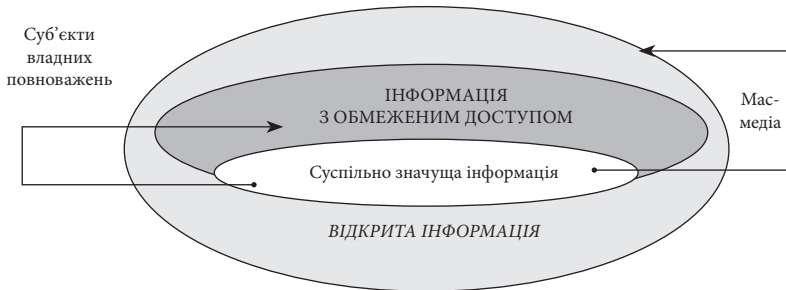 Суб’єкти
владних
повноважень
ІНФОРМАЦІЯ
З ОБМЕЖЕНИМ ДОСТУПОМ
Мас-
медіа
Суспільно значуща інформація
ВІДКРИТА ІНФОРМАЦІЯ